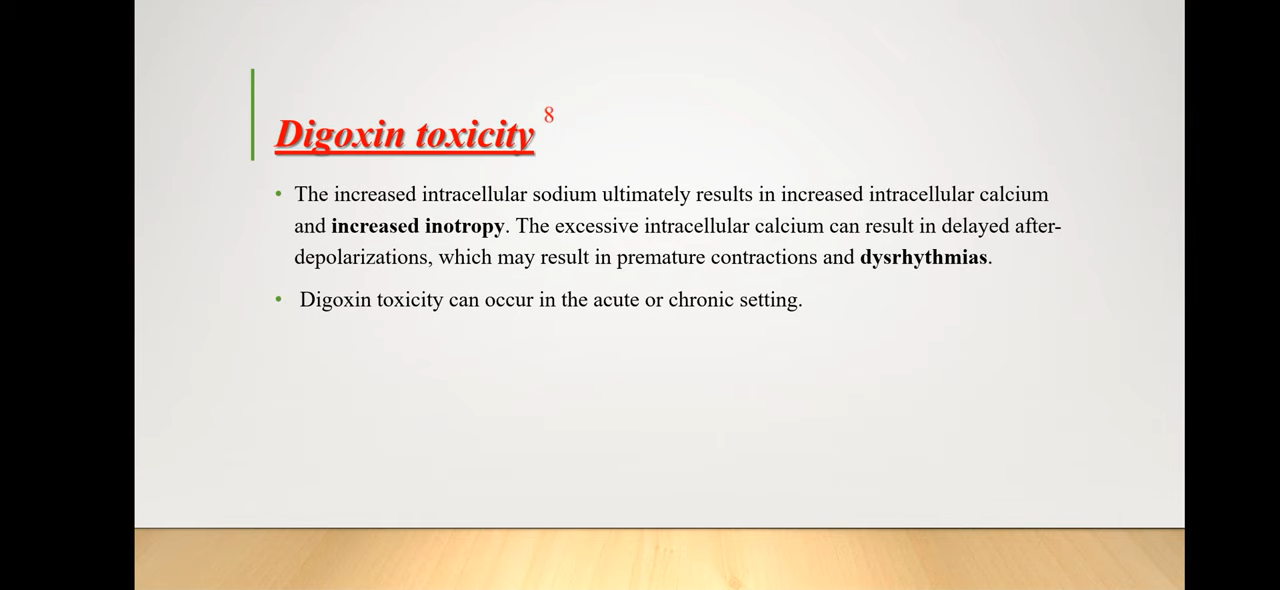 Digoxin toxicity 8
• The increased intracellular sodium ultimately results in increased intracellular calcium
and increased inotropy. The excessive intracellular calcium can result in delayed after-
depolarizations, which may result in premature contractions and dysrhythmias.
• Digoxin toxicity can occur in the acute or chronic setting.